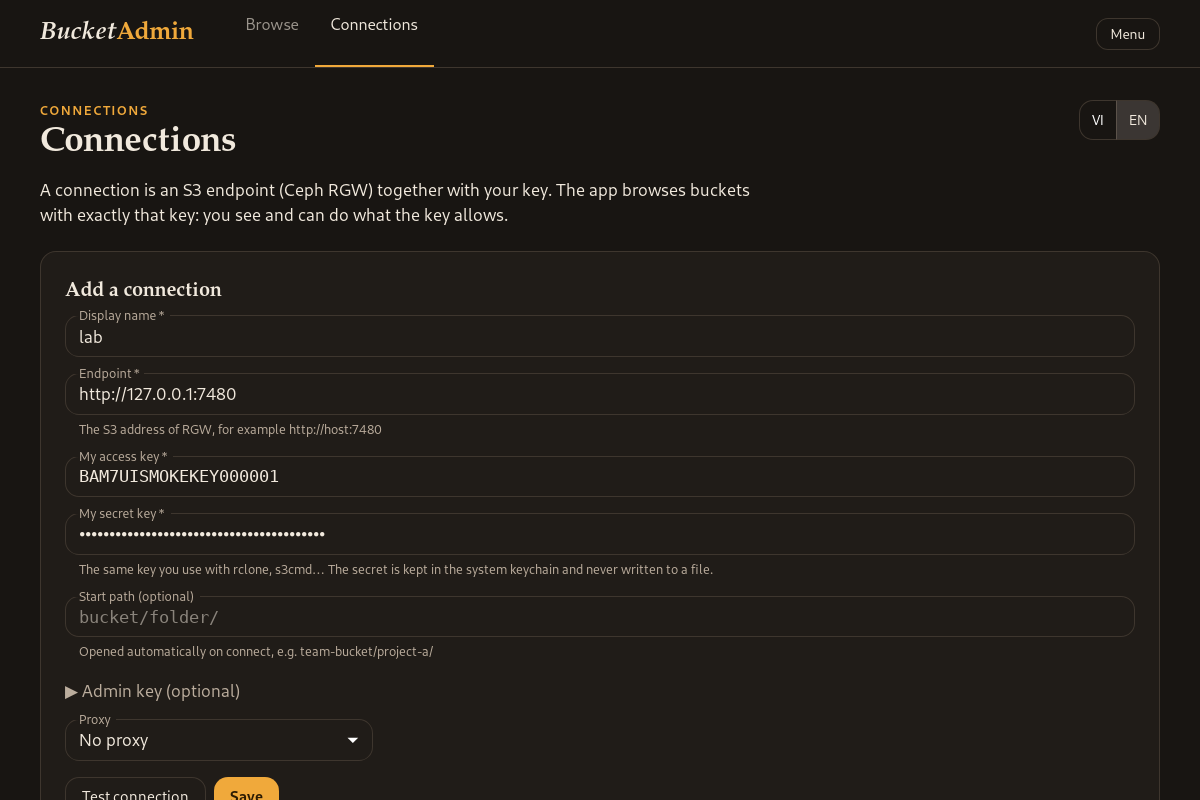 BucketAdmin
Browse
Connections
Menu
CONNECTIONS
Connections
VI
EN
A connection is an S3 endpoint (Ceph RGW) together with your key. The app browses buckets
with exactly that key: you see and can do what the key allows.
Add a connection
Display name *
lab
Endpoint *
http://127.0.0.1:7480
The S3 address of RGW, for example http://host:7480
My access key *
BAM7UISMOKEKEY000001
My secret key *
•••••••••••••••••••••••••••••••••••••••••
The same key you use with rclone, s3cmd… The secret is kept in the system keychain and never written to a file.
Start path (optional)
bucket/folder/
Opened automatically on connect, e.g. team-bucket/project-a/
▶ Admin key (optional)
Proxy
No proxy
Test connection
Save